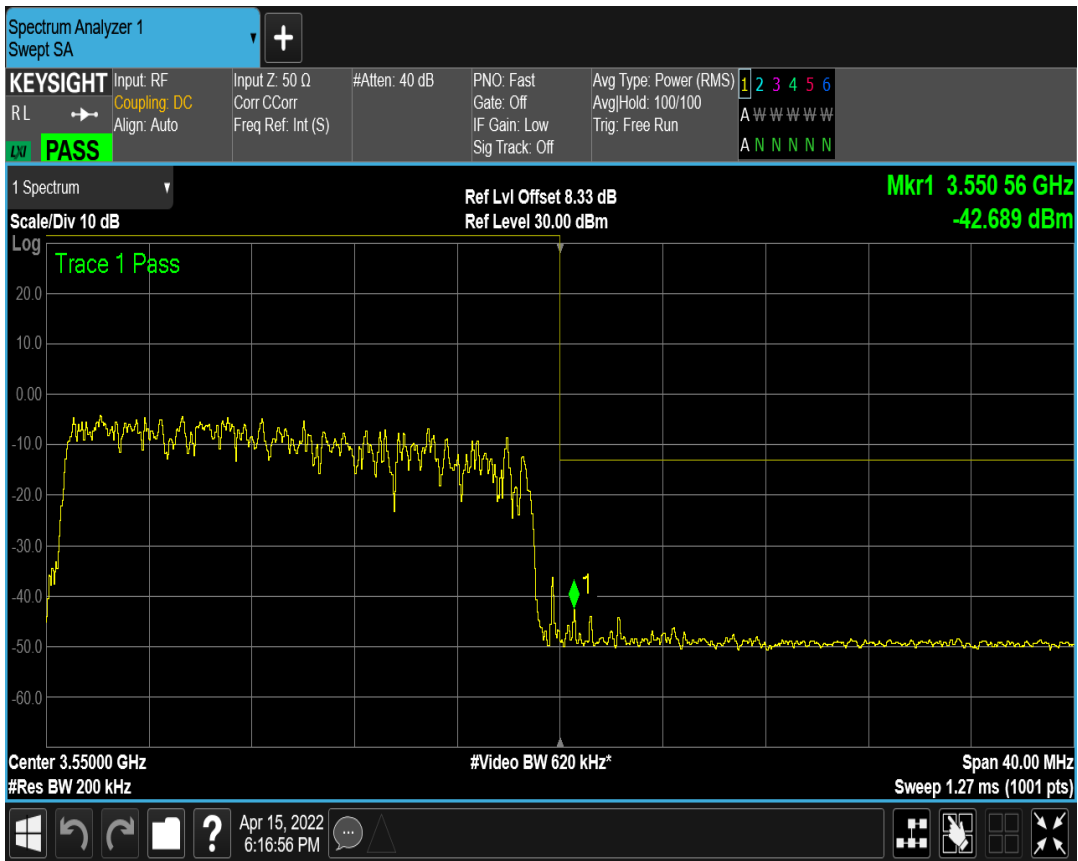 Spectrum Analyzer 1
Swept SA
+
KEYSIGHT
RL
LXI PASS
Input: RF
Coupling: DC
Align: Auto
Input Z: 50 Ω
Corr CCorr
Freq Ref: Int (S)
#Atten: 40 dB
PNO: Fast
Gate: Off
IF Gain: Low
Sig Track: Off
Avg Type: Power (RMS)
Avg|Hold: 100/100
Trig: Free Run
1 2 3 4 5 6
A W W W W W
A N N N N N
1 Spectrum
Scale/Div 10 dB
Ref Lvl Offset 8.33 dB
Ref Level 30.00 dBm
Mkr1 3.550 56 GHz
-42.689 dBm
Log
Trace 1 Pass
20.0
10.0
0.00
-10.0
-20.0
-30.0
-40.0
-50.0
-60.0
1
Center 3.55000 GHz
#Res BW 200 kHz
#Video BW 620 kHz*
Span 40.00 MHz
Sweep 1.27 ms (1001 pts)
?
Apr 15, 2022
6:16:56 PM
...